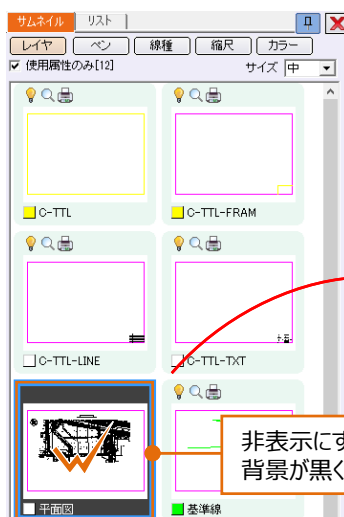 サムネイル リスト
レイヤ ペン 線種 縮尺 カラー
使用属性のみ[12] サイズ 中
C-TTL C-TTL-FRAM
C-TTL-LINE C-TTL-TXT
非表示にす
背景が黒く
平面図 基準線